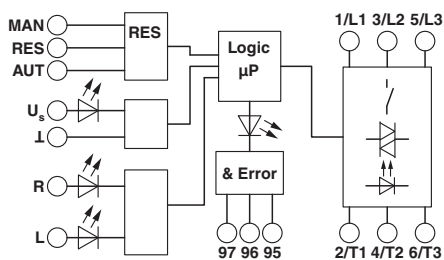 MAN
RES
AUT
RES
Logic
µP
1/L1 3/L2 5/L3
Us
⊥
R
L
& Error
97 96 95
2/T1 4/T2 6/T3